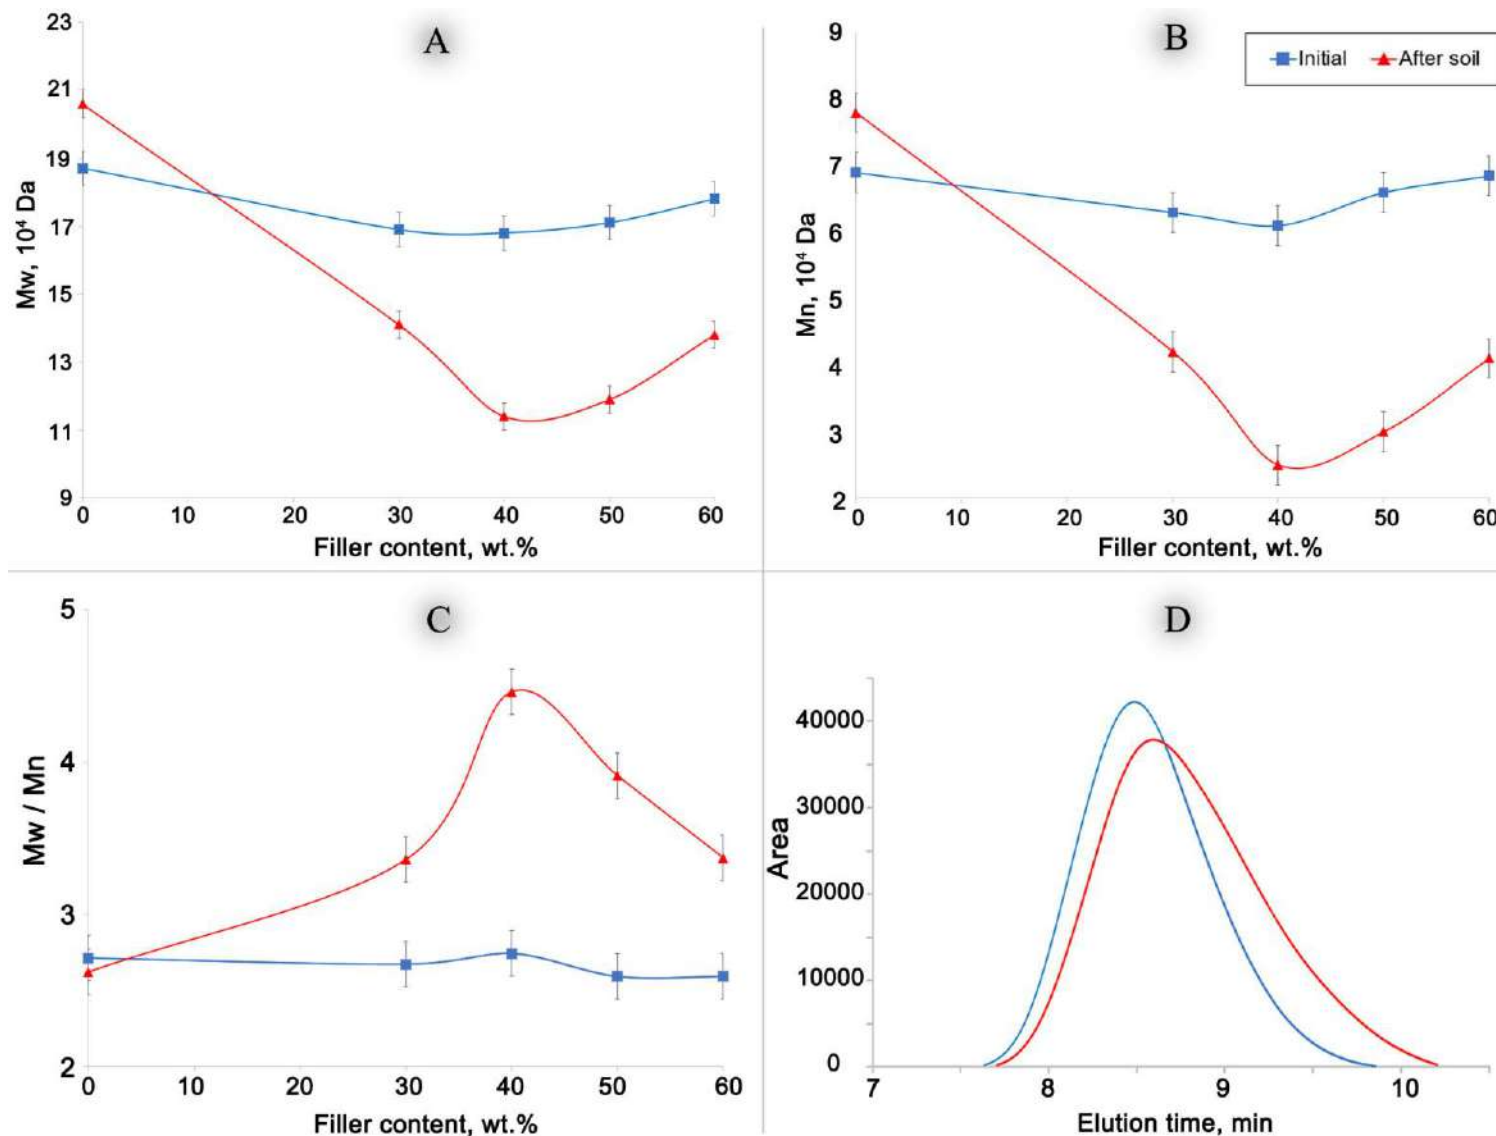 A
23
21
19
17
15
13
11
9
Mw, 10⁴ Da
0 10 20 30 40 50 60
Filler content, wt.%
B
Initial After soil
9
8
7
6
5
4
3
2
Mn, 10⁴ Da
0 10 20 30 40 50 60
Filler content, wt.%
C
5
4
3
2
Mw / Mn
0 10 20 30 40 50 60
Filler content, wt.%
D
40000
30000
20000
10000
0
Area
7 8 9 10
Elution time, min